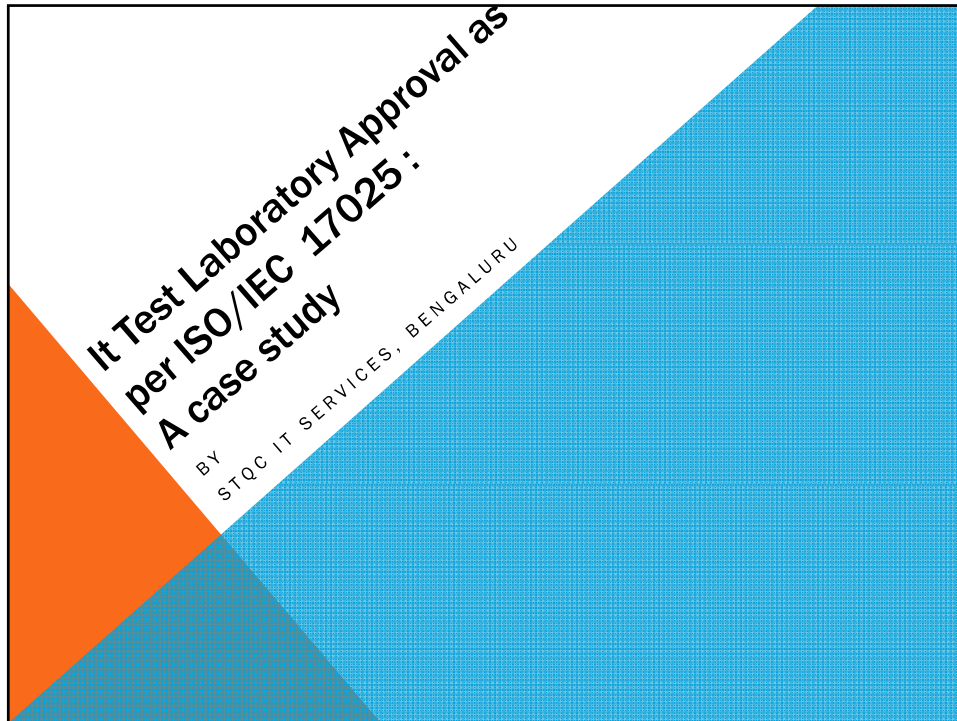 It Test Laboratory Approval as
per ISO/IEC 17025 :
A case study
BY
STQC IT SERVICES, BENGALURU